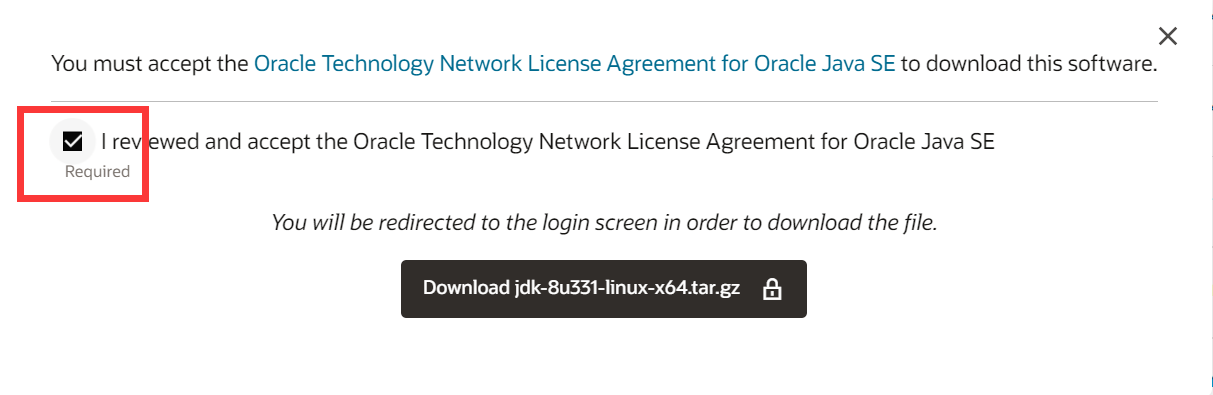 You must accept the Oracle Technology Network License Agreement for Oracle Java SE to download this software.
I reviewed and accept the Oracle Technology Network License Agreement for Oracle Java SE
Required
You will be redirected to the login screen in order to download the file.
Download jdk-8u331-linux-x64.tar.gz